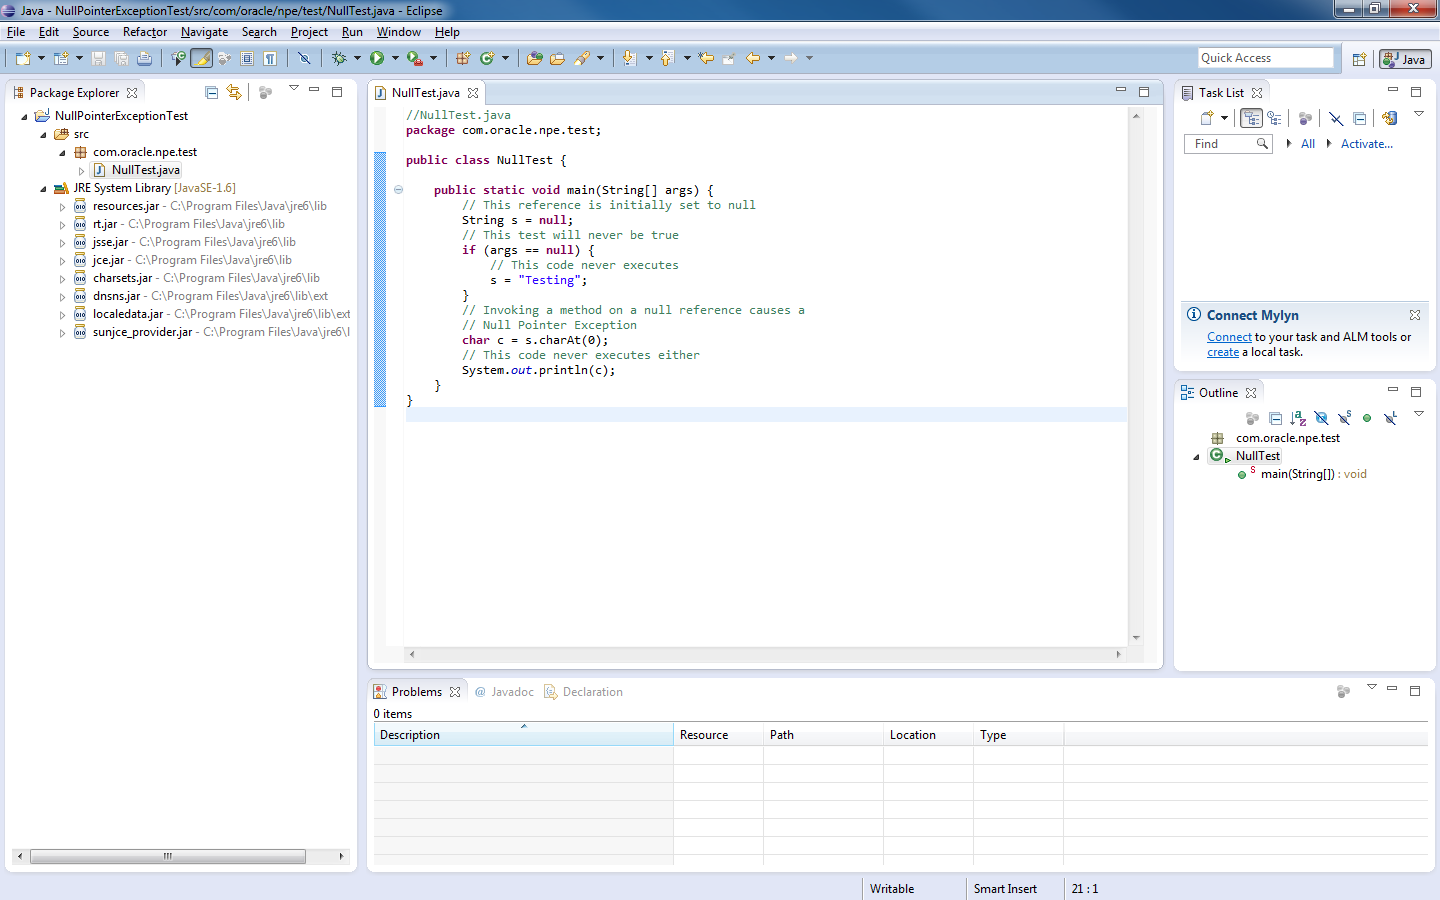 Java - NullPointerExceptionTest/src/com/oracle/npe/test/NullTest.java - Eclipse
File Edit Source Refactor Navigate Search Project Run Window Help
Quick Access
Java
Package Explorer
NullPointerExceptionTest
src
com.oracle.npe.test
NullTest.java
JRE System Library [JavaSE-1.6]
resources.jar - C:\Program Files\Java\jre6\lib
rt.jar - C:\Program Files\Java\jre6\lib
jsse.jar - C:\Program Files\Java\jre6\lib
jce.jar - C:\Program Files\Java\jre6\lib
charsets.jar - C:\Program Files\Java\jre6\lib
dnsns.jar - C:\Program Files\Java\jre6\lib\ext
localedata.jar - C:\Program Files\Java\jre6\lib\ext
sunjce_provider.jar - C:\Program Files\Java\jre6\l
NullTest.java
//NullTest.java
package com.oracle.npe.test;
public class NullTest {
public static void main(String[] args) {
// This reference is initially set to null
String s = null;
// This test will never be true
if (args == null) {
// This code never executes
s = "Testing";
}
// Invoking a method on a null reference causes a
// Null Pointer Exception
char c = s.charAt(0);
// This code never executes either
System.out.println(c);
}
}
Task List
Find All Activate...
Connect Mylyn
Connect to your task and ALM tools or
create a local task.
Outline
com.oracle.npe.test
NullTest
main(String[]) : void
Problems @ Javadoc Declaration
0 items
Description Resource Path Location Type
Writable Smart Insert 21 : 1